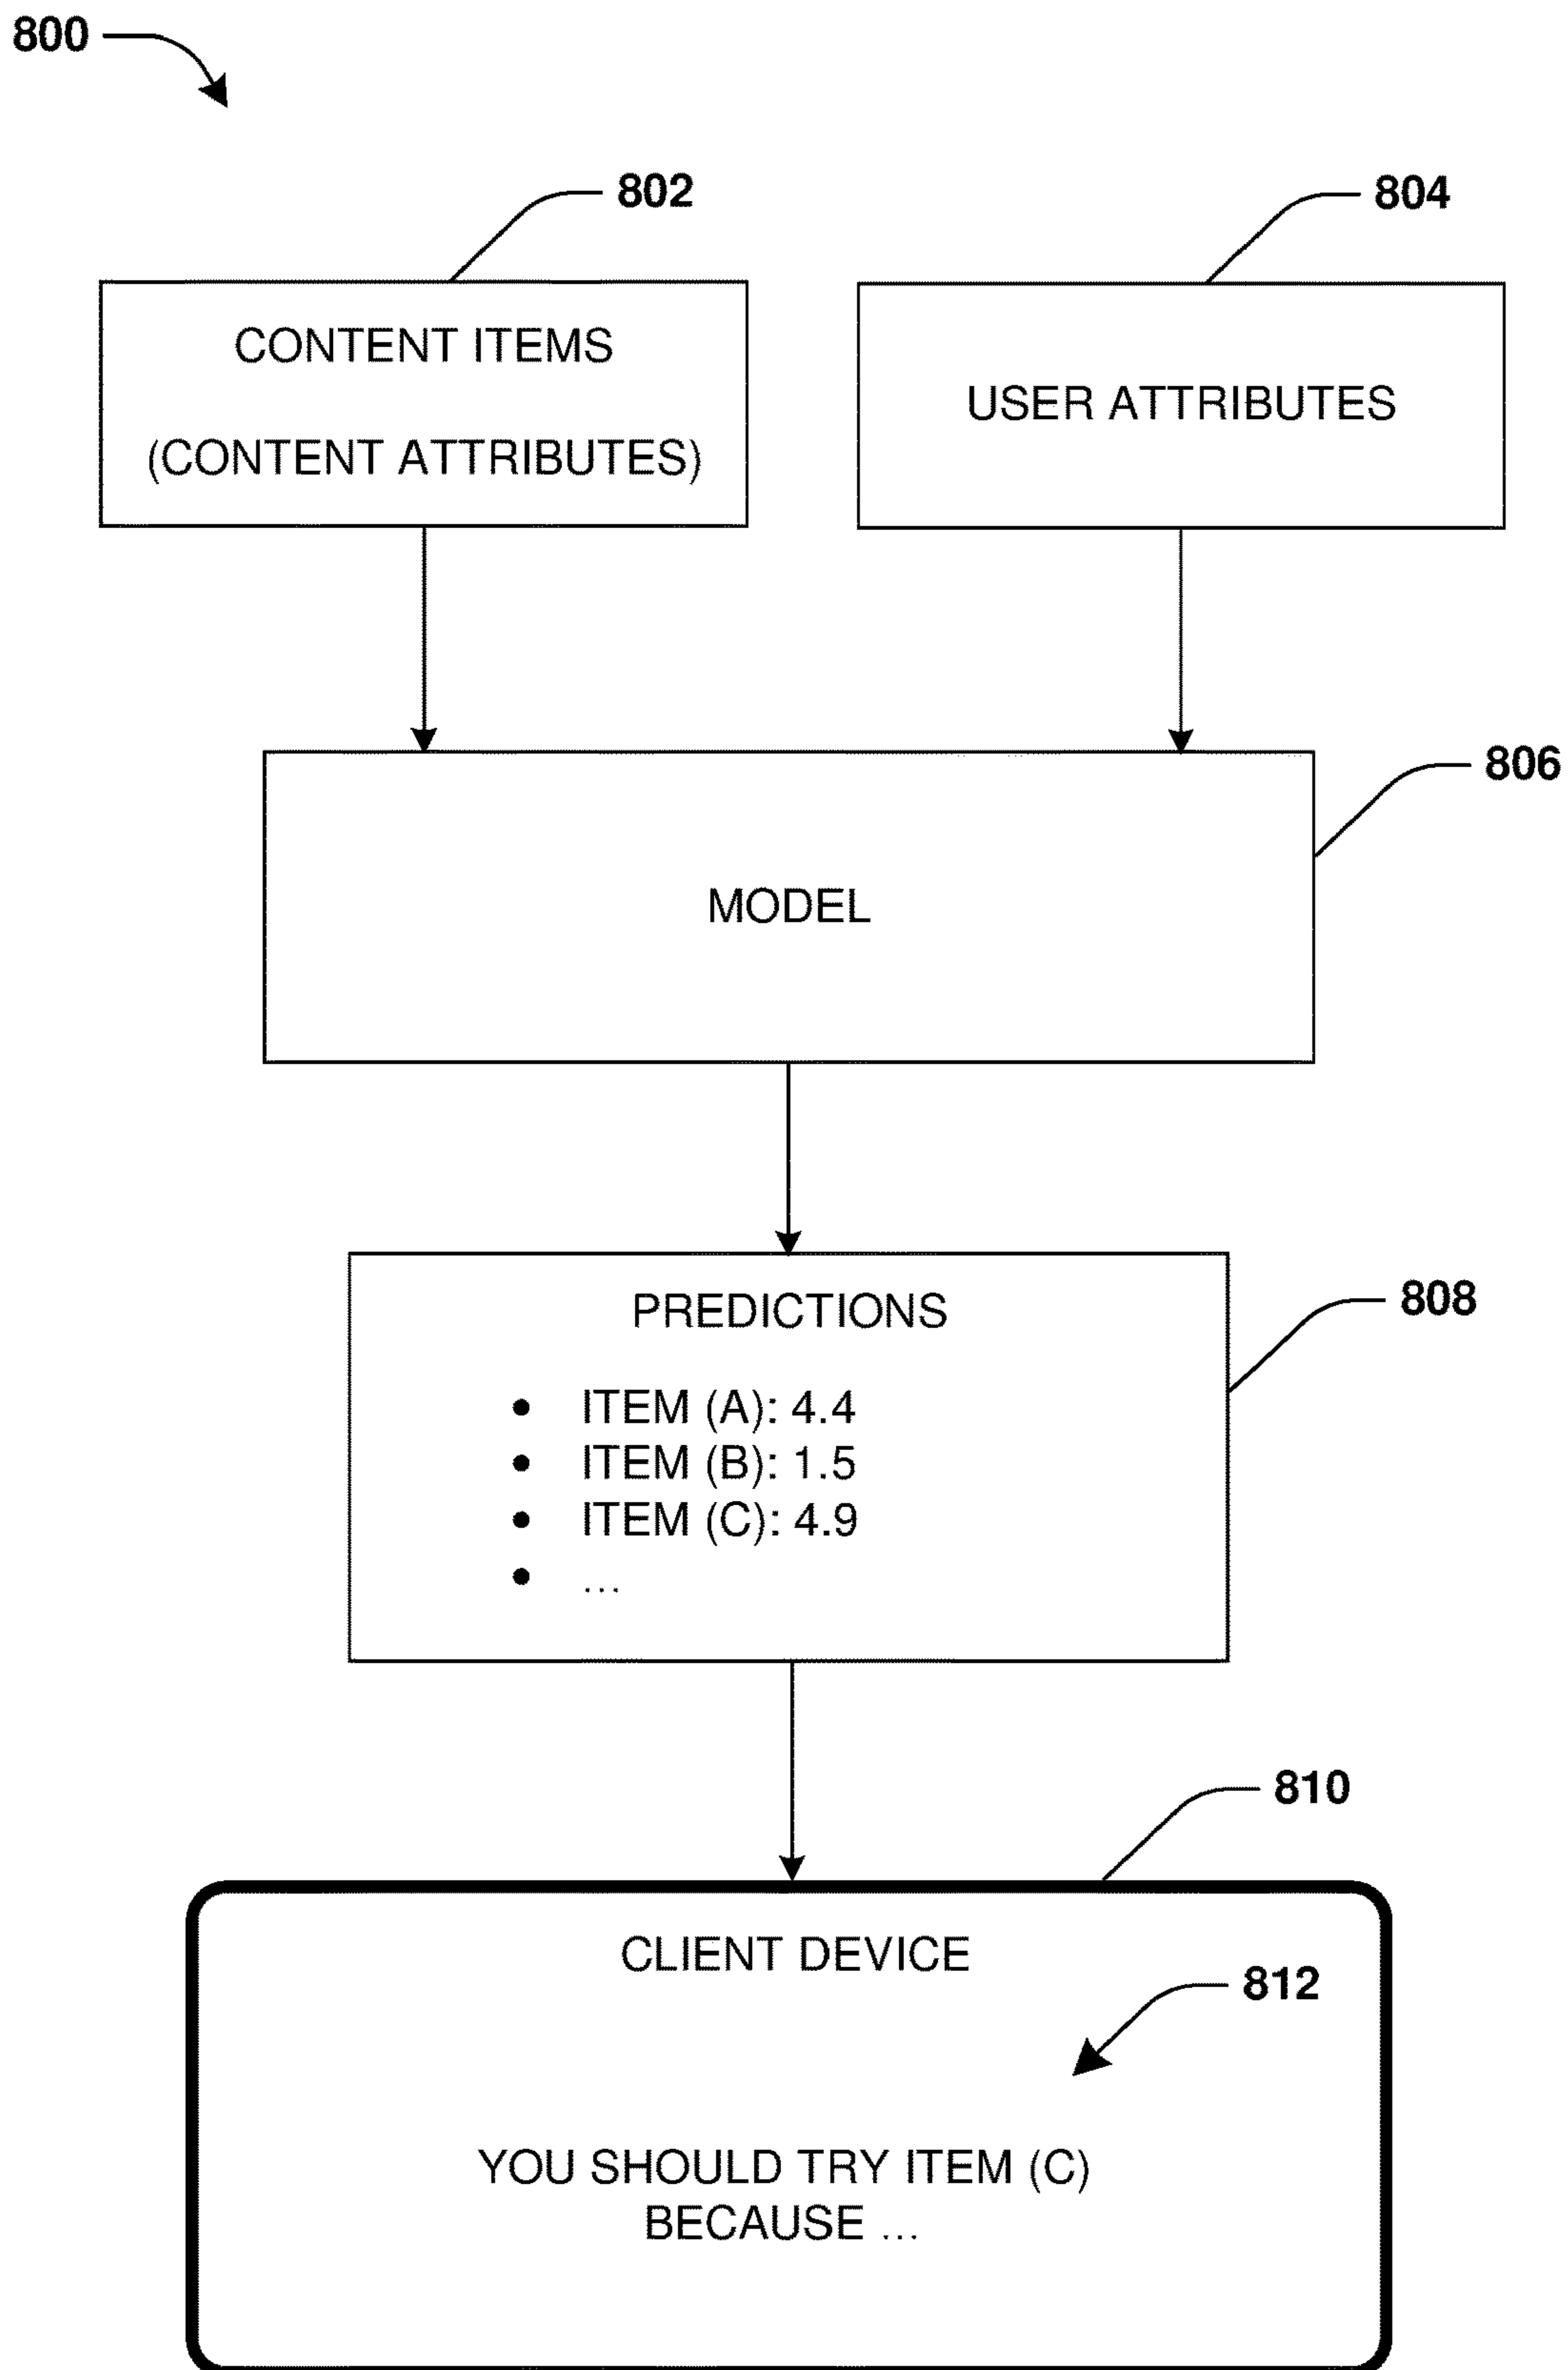 800
802
804
CONTENT ITEMS
(CONTENT ATTRIBUTES)
USER ATTRIBUTES
806
MODEL
808
PREDICTIONS
• ITEM (A): 4.4
• ITEM (B): 1.5
• ITEM (C): 4.9
• ...
810
CLIENT DEVICE
812
YOU SHOULD TRY ITEM (C)
BECAUSE ...